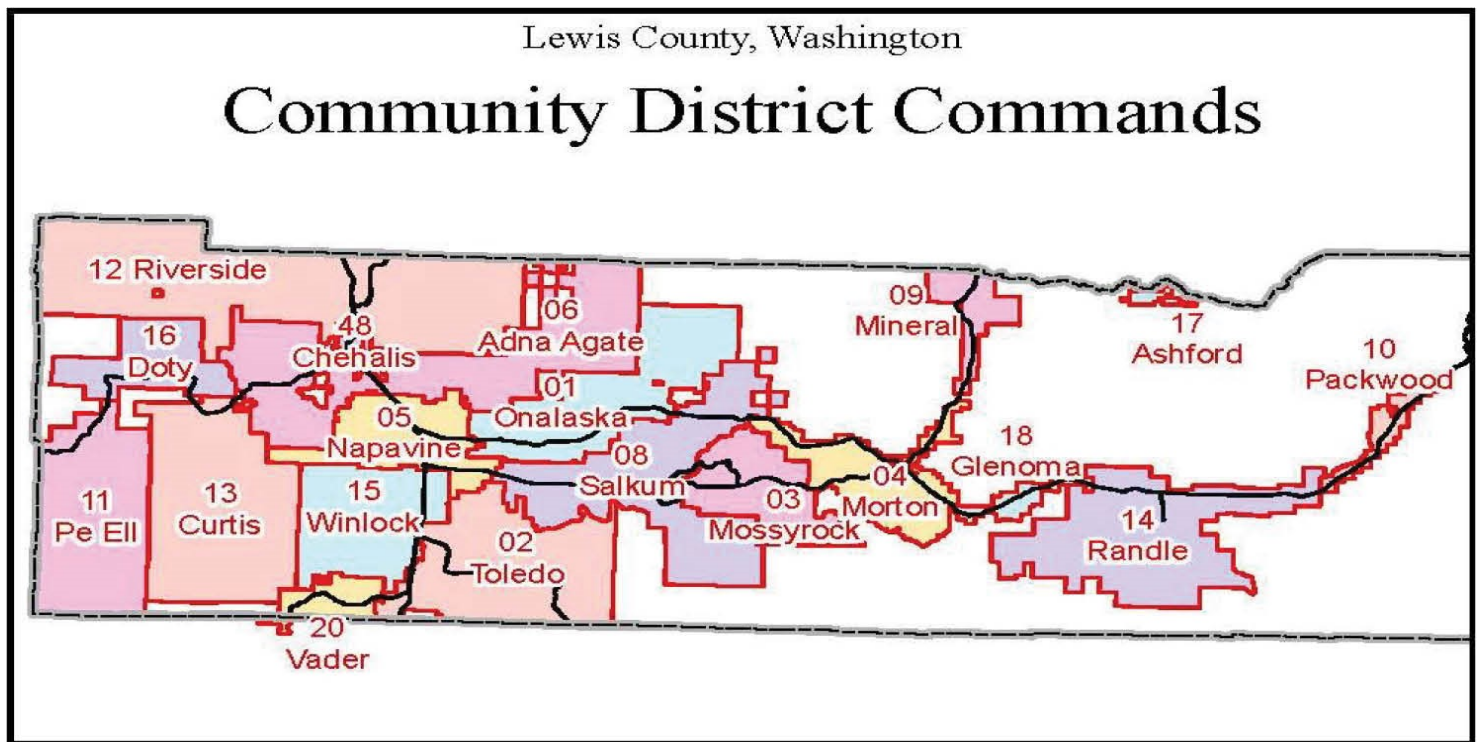 Lewis County, Washington
Community District Commands
12 Riverside
16
Doty
48
Chehalis
06
Adna Agate
09
Mineral
17
Ashford
10
Packwood
01
Onalaska
05
Napavine
08
Salkum
18
Glenoma
04
Morton
03
Mossyrock
11
Pe Ell
13
Curtis
15
Winlock
02
Toledo
14
Randle
20
Vader